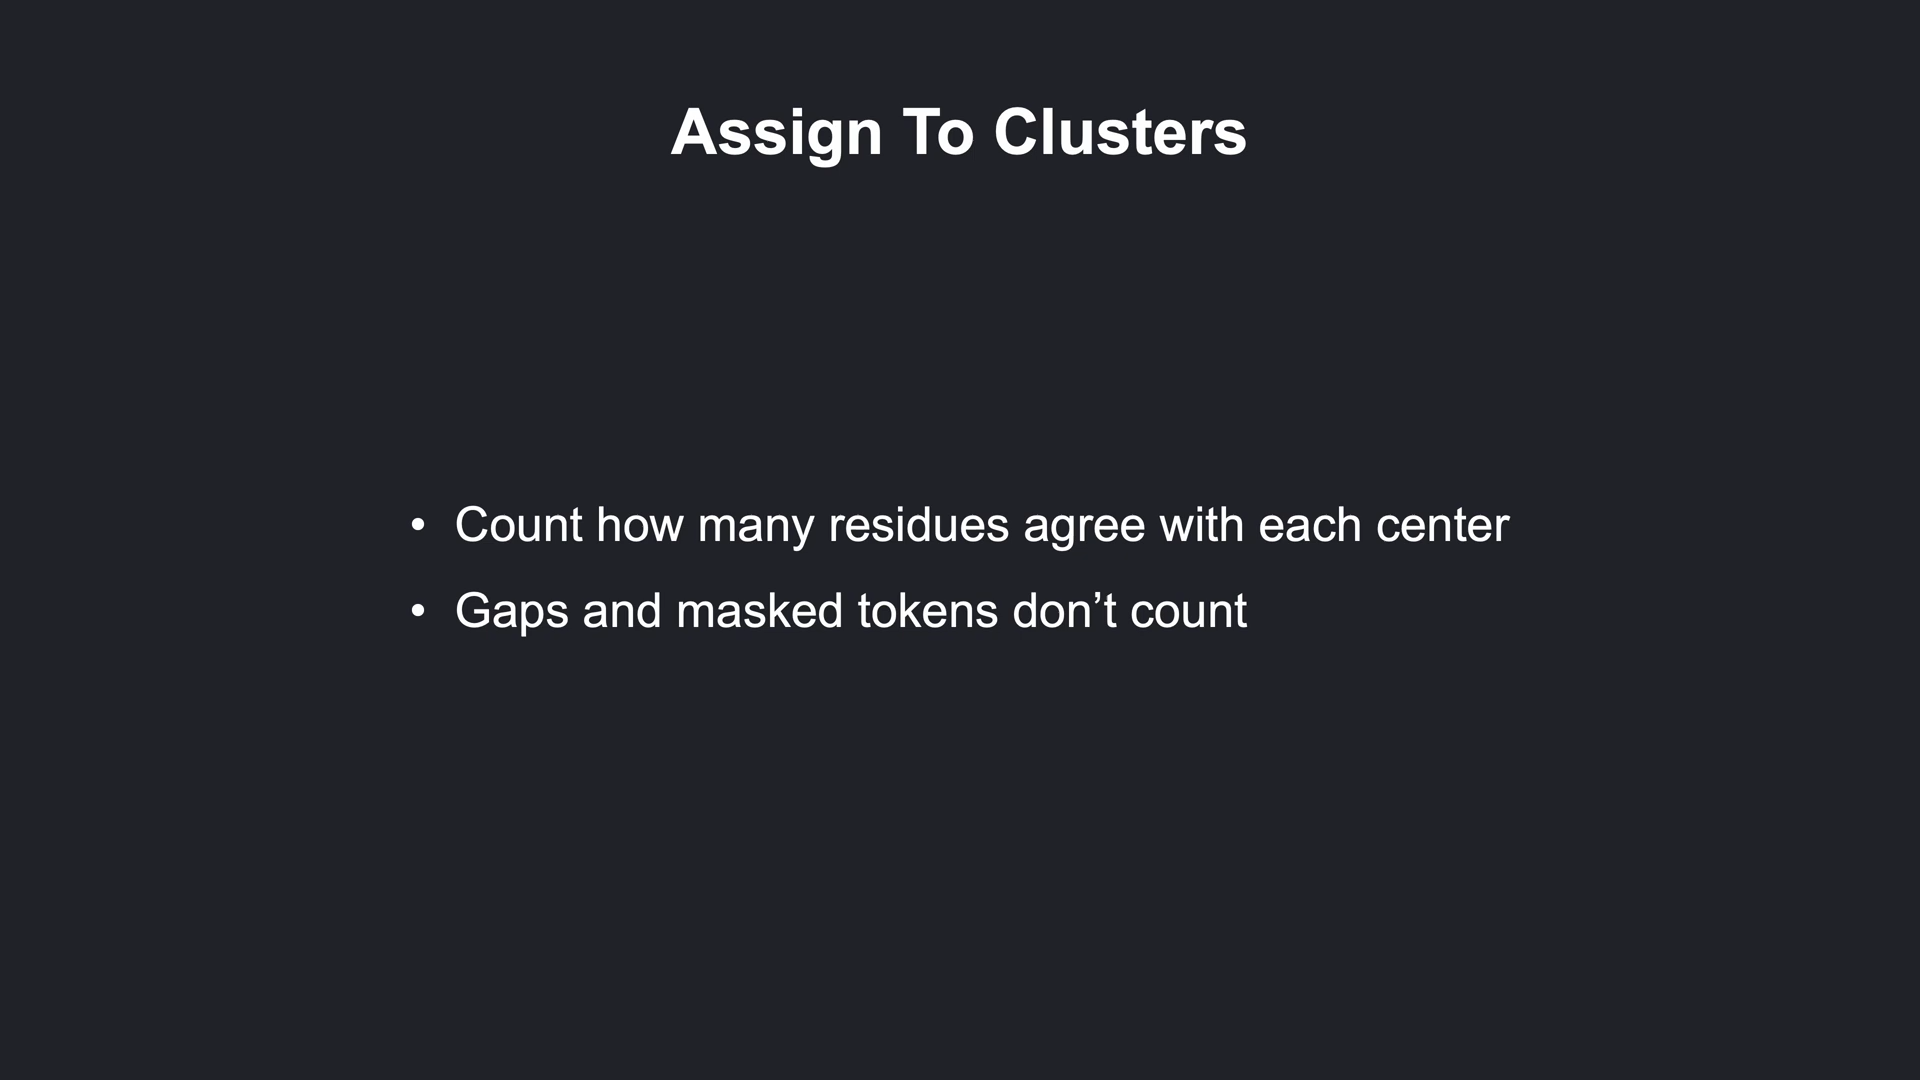 Assign To Clusters
• Count how many residues agree with each center
• Gaps and masked tokens don’t count